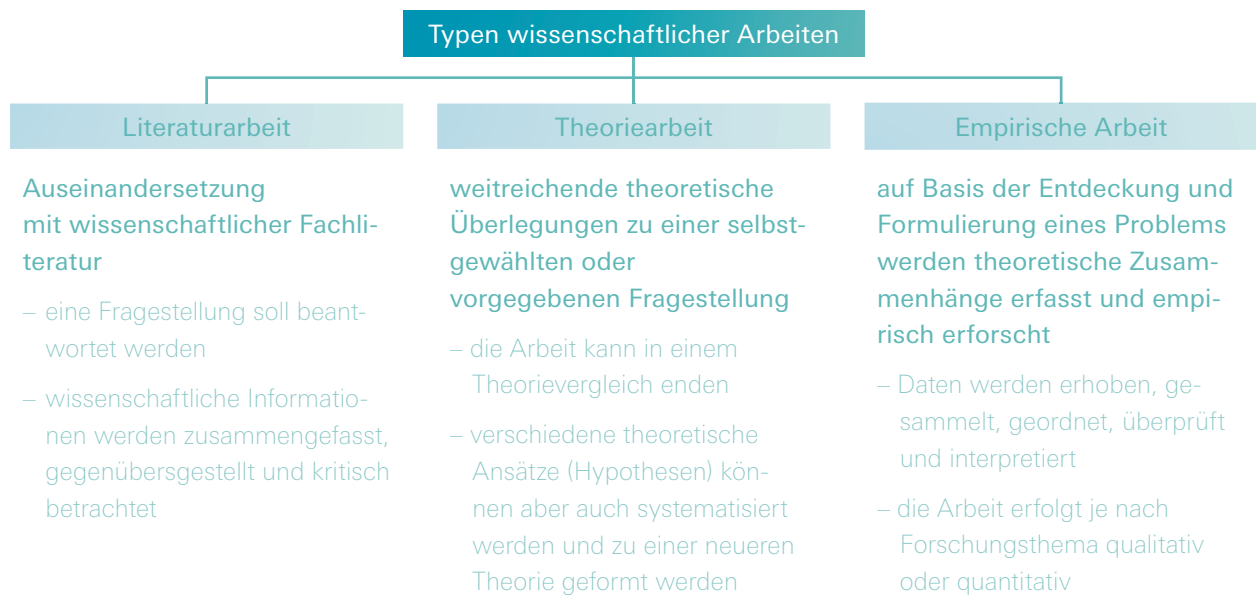 Typen wissenschaftlicher Arbeiten
Literaturarbeit
Auseinandersetzung
mit wissenschaftlicher Fachli-
teratur
– eine Fragestellung soll beant-
wortet werden
– wissenschaftliche Informatio-
nen werden zusammengefasst,
gegenübersgestellt und kritisch
betrachtet
Theoriearbeit
weitreichende theoretische
Überlegungen zu einer selbst-
gewählten oder
vorgegebenen Fragestellung
– die Arbeit kann in einem
Theorievergleich enden
– verschiedene theoretische
Ansätze (Hypothesen) kön-
nen aber auch systematisiert
werden und zu einer neueren
Theorie geformt werden
Empirische Arbeit
auf Basis der Entdeckung und
Formulierung eines Problems
werden theoretische Zusam-
menhänge erfasst und empi-
risch erforscht
– Daten werden erhoben, ge-
sammelt, geordnet, überprüft
und interpretiert
– die Arbeit erfolgt je nach
Forschungsthema qualitativ
oder quantitativ